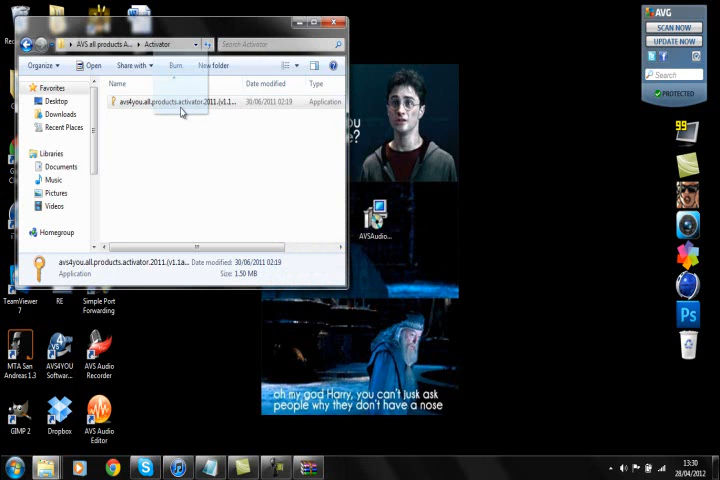 AVS all products A... ▸ Activator
Search Activator
Organize
Open
Share with
Burn
New folder
Name
Date modified
Type
avs4you.all.products.activator.2011.(v1.1...
30/06/2011 02:19
Application
Favorites
Desktop
Downloads
Recent Places
Libraries
Documents
Music
Pictures
Videos
Homegroup
avs4you.all.products.activator.2011.(v1.1a...
Date modified: 30/06/2011 02:19
Application
Size: 1.50 MB
AVG
SCAN NOW
UPDATE NOW
Search
PROTECTED
99
AVSAudio...
oh my god Harry, you can't jusk ask
people why they don't have a nose
TeamViewer
7
RE
Simple Port
Forwarding
MTA San
Andreas 1.3
AVS4YOU
Softwar...
AVS Audio
Recorder
GIMP 2
Dropbox
AVS Audio
Editor
Ps
13:30
28/04/2012